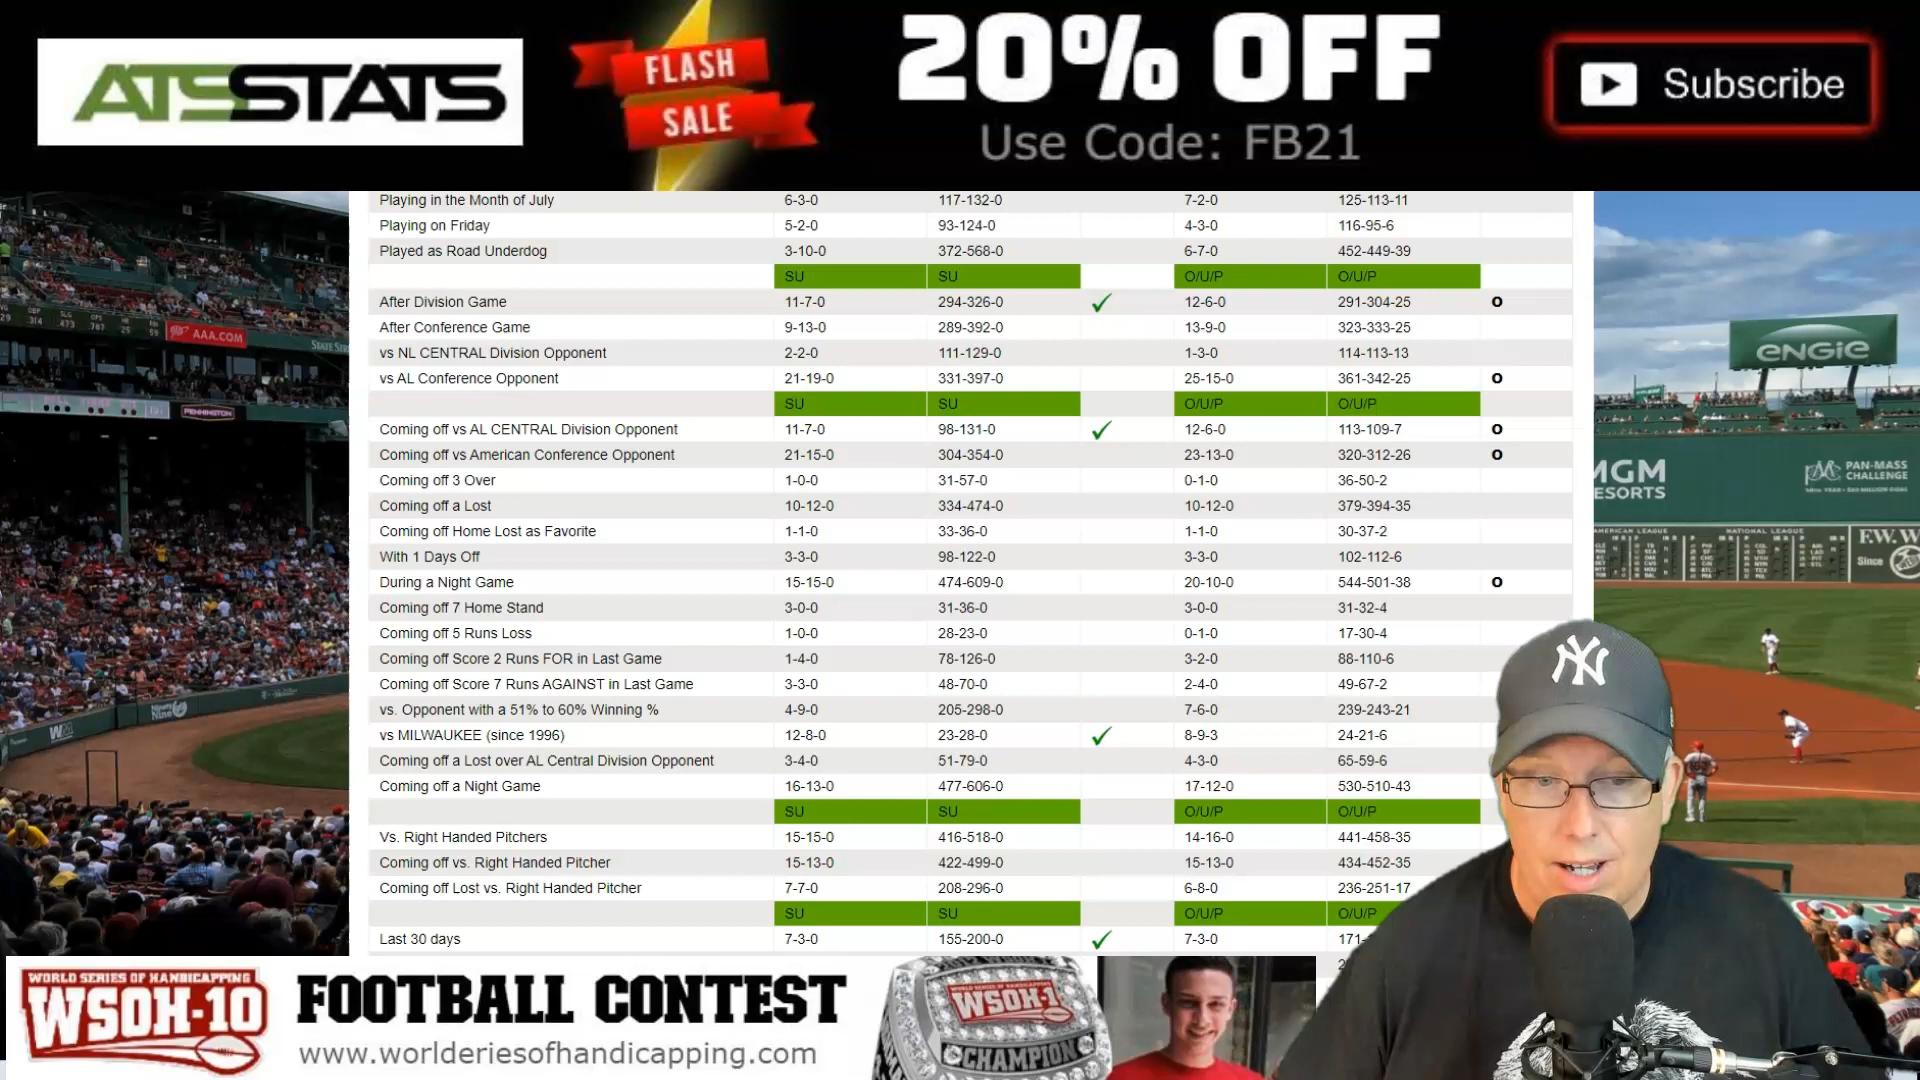 ATSSTATS
FLASH
SALE
20% OFF
Use Code: FB21
Subscribe
Playing in the Month of July 6-3-0 117-132-0 7-2-0 125-113-11
Playing on Friday 5-2-0 93-124-0 4-3-0 116-95-6
Played as Road Underdog 3-10-0 372-568-0 6-7-0 452-449-39
SU SU O/U/P O/U/P
After Division Game 11-7-0 294-326-0 ✓ 12-6-0 291-304-25 O
After Conference Game 9-13-0 289-392-0 13-9-0 323-333-25
vs NL CENTRAL Division Opponent 2-2-0 111-129-0 1-3-0 114-113-13
vs AL Conference Opponent 21-19-0 331-397-0 25-15-0 361-342-25 O
SU SU O/U/P O/U/P
Coming off vs AL CENTRAL Division Opponent 11-7-0 98-131-0 ✓ 12-6-0 113-109-7 O
Coming off vs American Conference Opponent 21-15-0 304-354-0 23-13-0 320-312-26 O
Coming off 3 Over 1-0-0 31-57-0 0-1-0 36-50-2
Coming off a Lost 10-12-0 334-474-0 10-12-0 379-394-35
Coming off Home Lost as Favorite 1-1-0 33-36-0 1-1-0 30-37-2
With 1 Days Off 3-3-0 98-122-0 3-3-0 102-112-6
During a Night Game 15-15-0 474-609-0 20-10-0 544-501-38 O
Coming off 7 Home Stand 3-0-0 31-36-0 3-0-0 31-32-4
Coming off 5 Runs Loss 1-0-0 28-23-0 0-1-0 17-30-4
Coming off Score 2 Runs FOR in Last Game 1-4-0 78-126-0 3-2-0 88-110-6
Coming off Score 7 Runs AGAINST in Last Game 3-3-0 48-70-0 2-4-0 49-67-2
vs. Opponent with a 51% to 60% Winning % 4-9-0 205-298-0 7-6-0 239-243-21
vs MILWAUKEE (since 1996) 12-8-0 23-28-0 ✓ 8-9-3 24-21-6
Coming off a Lost over AL Central Division Opponent 3-4-0 51-79-0 4-3-0 65-59-6
Coming off a Night Game 16-13-0 477-606-0 17-12-0 530-510-43
SU SU O/U/P O/U/P
Vs. Right Handed Pitchers 15-15-0 416-518-0 14-16-0 441-458-35
Coming off vs. Right Handed Pitcher 15-13-0 422-499-0 15-13-0 434-452-35
Coming off Lost vs. Right Handed Pitcher 7-7-0 208-296-0 6-8-0 236-251-17
SU SU O/U/P O/U/P
Last 30 days 7-3-0 155-200-0 ✓ 7-3-0 171-
AAA.COM
PENNINGTON
ENGIE
MGM
RESORTS
PAN-MASS
CHALLENGE
AMERICAN LEAGUE NATIONAL LEAGUE
F.W. W
Since
NY
WORLD SERIES OF HANDICAPPING
WSOH-10
FOOTBALL CONTEST
www.worlderiesofhandicapping.com
WSOH-1
CHAMPION